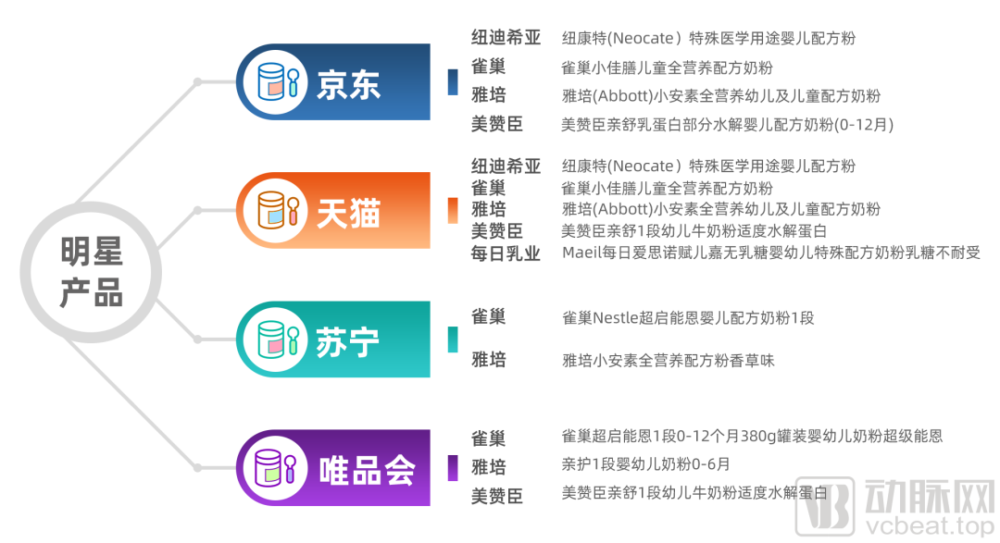 明星
产品
京东
纽迪希亚 纽康特(Neocate）特殊医学用途婴儿配方粉
雀巢 雀巢小佳膳儿童全营养配方奶粉
雅培 雅培(Abbott)小安素全营养幼儿及儿童配方奶粉
美赞臣 美赞臣亲舒乳蛋白部分水解婴儿配方奶粉(0-12月)
天猫
纽迪希亚 纽康特(Neocate）特殊医学用途婴儿配方粉
雀巢 雀巢小佳膳儿童全营养配方奶粉
雅培 雅培(Abbott)小安素全营养幼儿及儿童配方奶粉
美赞臣 美赞臣亲舒1段幼儿牛奶粉适度水解蛋白
每日乳业 Maeil每日爱思诺赋儿嘉无乳糖婴幼儿特殊配方奶粉乳糖不耐受
苏宁
雀巢 雀巢Nestle超启能恩婴儿配方奶粉1段
雅培 雅培小安素全营养配方粉香草味
唯品会
雀巢 雀巢超启能恩1段0-12个月380g罐装婴幼儿奶粉超级能恩
雅培 亲护1段婴幼儿奶粉0-6月
美赞臣 美赞臣亲舒1段幼儿牛奶粉适度水解蛋白
VB 动脉网
vcbeat.top